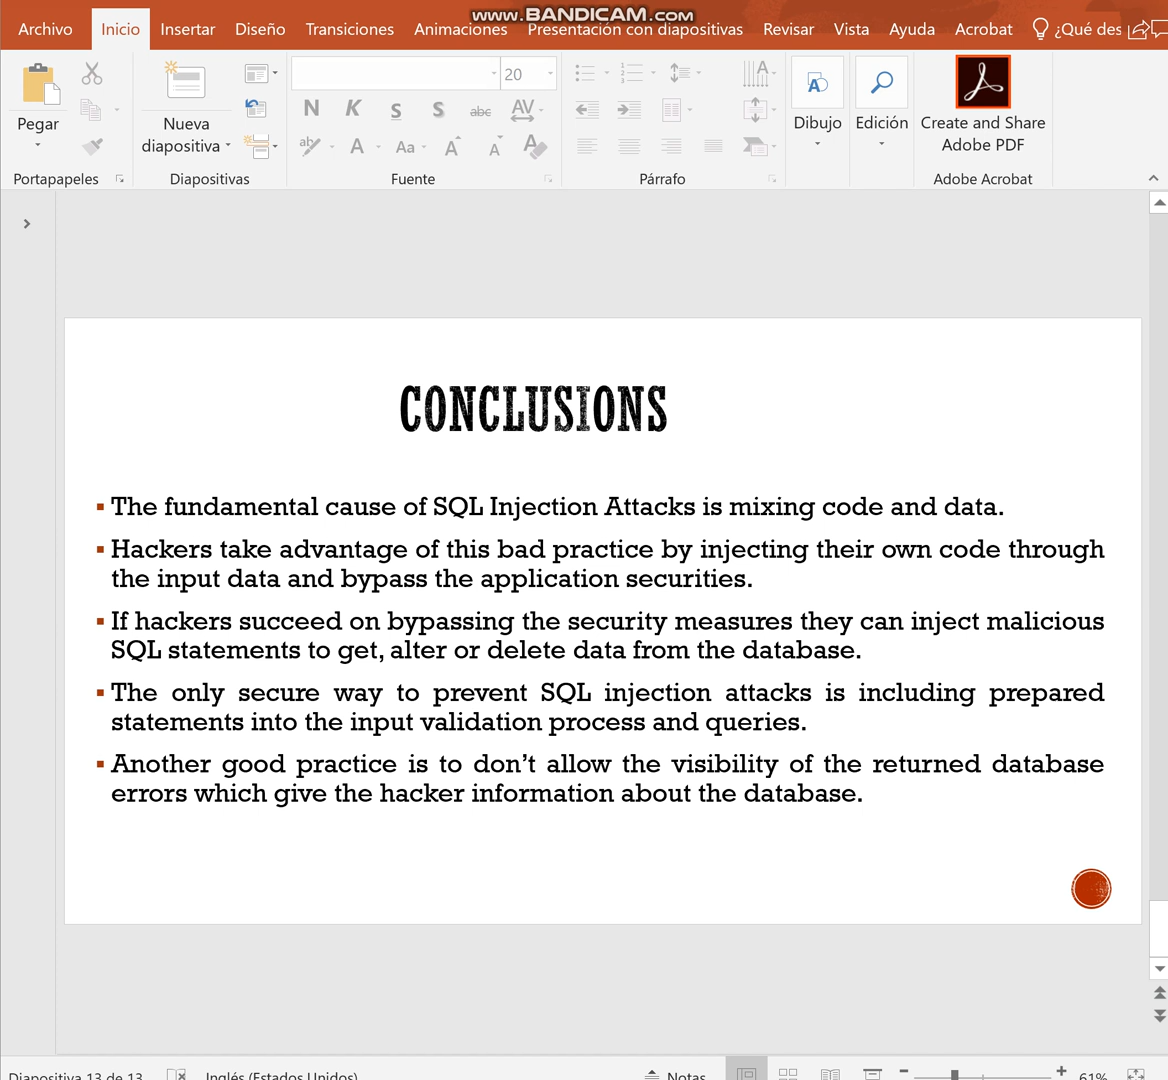 www.BANDICAM.com
Archivo Inicio Insertar Diseño Transiciones Animaciones Presentación con diapositivas Revisar Vista Ayuda Acrobat ¿Qué des
Pegar
Nueva
diapositiva
20
N K S S abc AV
aby A Aa A A A
Dibujo Edición Create and Share
Adobe PDF
Portapapeles Diapositivas Fuente Párrafo Adobe Acrobat
CONCLUSIONS
▪ The fundamental cause of SQL Injection Attacks is mixing code and data.
▪ Hackers take advantage of this bad practice by injecting their own code through
the input data and bypass the application securities.
▪ If hackers succeed on bypassing the security measures they can inject malicious
SQL statements to get, alter or delete data from the database.
▪ The only secure way to prevent SQL injection attacks is including prepared
statements into the input validation process and queries.
▪ Another good practice is to don't allow the visibility of the returned database
errors which give the hacker information about the database.
Diapositiva 13 de 13 Inglés (Estados Unidos) Notas 61%